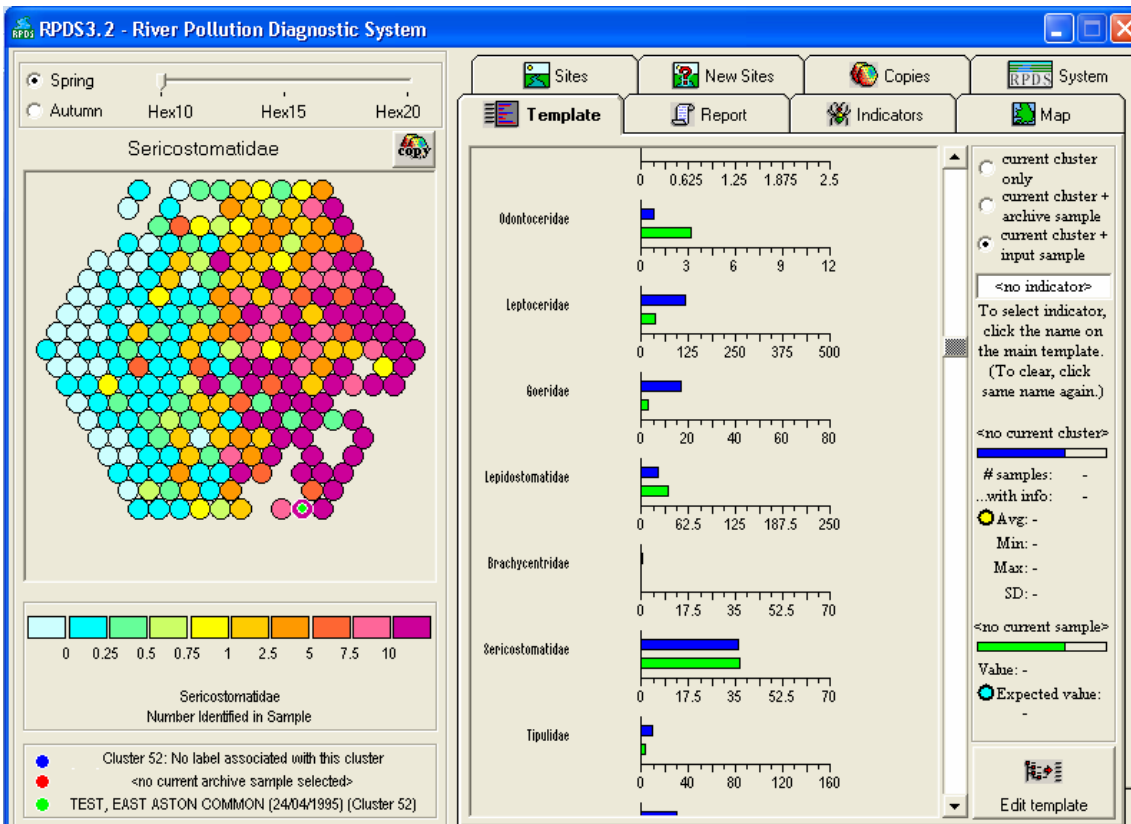 RPDS3.2 - River Pollution Diagnostic System
Spring
Autumn
Hex10 Hex15 Hex20
Sericostomatidae
copy
0 0.25 0.5 0.75 1 2.5 5 7.5 10
Sericostomatidae
Number Identified in Sample
Cluster 52: No label associated with this cluster
<no current archive sample selected>
TEST, EAST ASTON COMMON (24/04/1995) (Cluster 52)
Sites New Sites Copies RPDS System
Template Report Indicators Map
0 0.625 1.25 1.875 2.5
Odontoceridae
0 3 6 9 12
Leptoceridae
0 125 250 375 500
Goeridae
0 20 40 60 80
Lepidostomatidae
0 62.5 125 187.5 250
Brachycentridae
0 17.5 35 52.5 70
Sericostomatidae
0 17.5 35 52.5 70
Tipulidae
0 40 80 120 160
current cluster
only
current cluster +
archive sample
current cluster +
input sample
<no indicator>
To select indicator,
click the name on
the main template.
(To clear, click
same name again.)
<no current cluster>
# samples: -
...with info: -
Avg: -
Min: -
Max: -
SD: -
<no current sample>
Value: -
Expected value:
-
Edit template